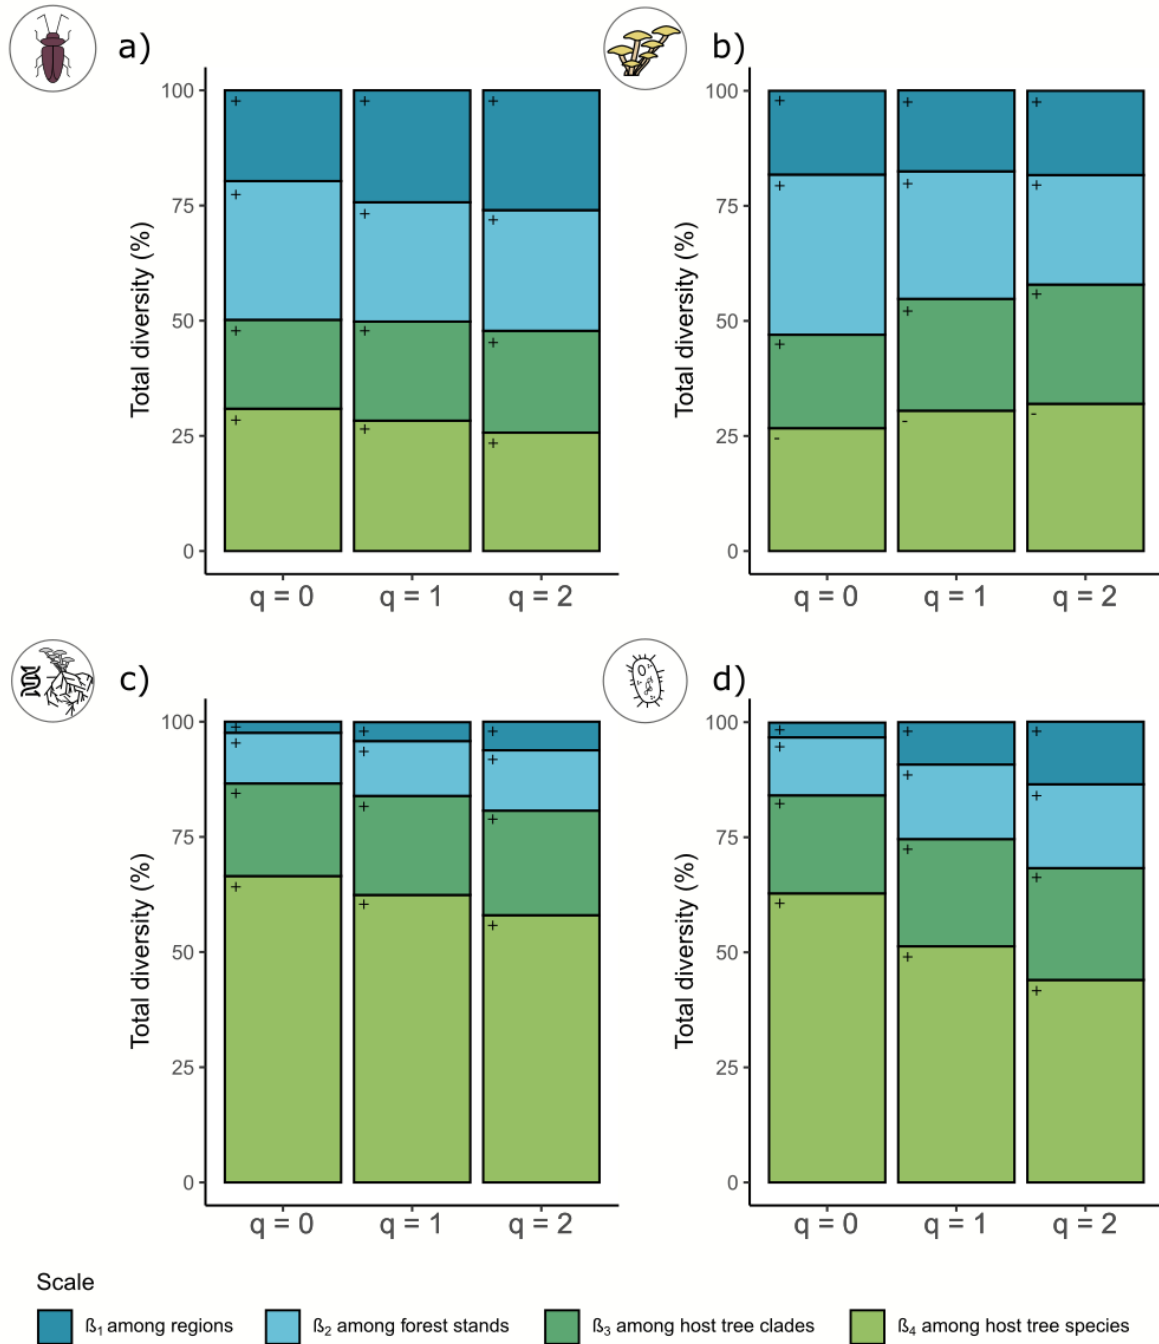 a)
b)
Total diversity (%)
100
75
50
25
0
+ + +
+ + +
+ + +
+ + +
q = 0 q = 1 q = 2
Total diversity (%)
100
75
50
25
0
+ + +
+ + +
+ + +
- - -
q = 0 q = 1 q = 2
c)
d)
Total diversity (%)
100
75
50
25
0
+ + +
+ + +
+ + +
+ + +
q = 0 q = 1 q = 2
Total diversity (%)
100
75
50
25
0
+ + +
+ + +
+ + +
+ + +
q = 0 q = 1 q = 2
Scale
ß₁ among regions ß₂ among forest stands ß₃ among host tree clades ß₄ among host tree species